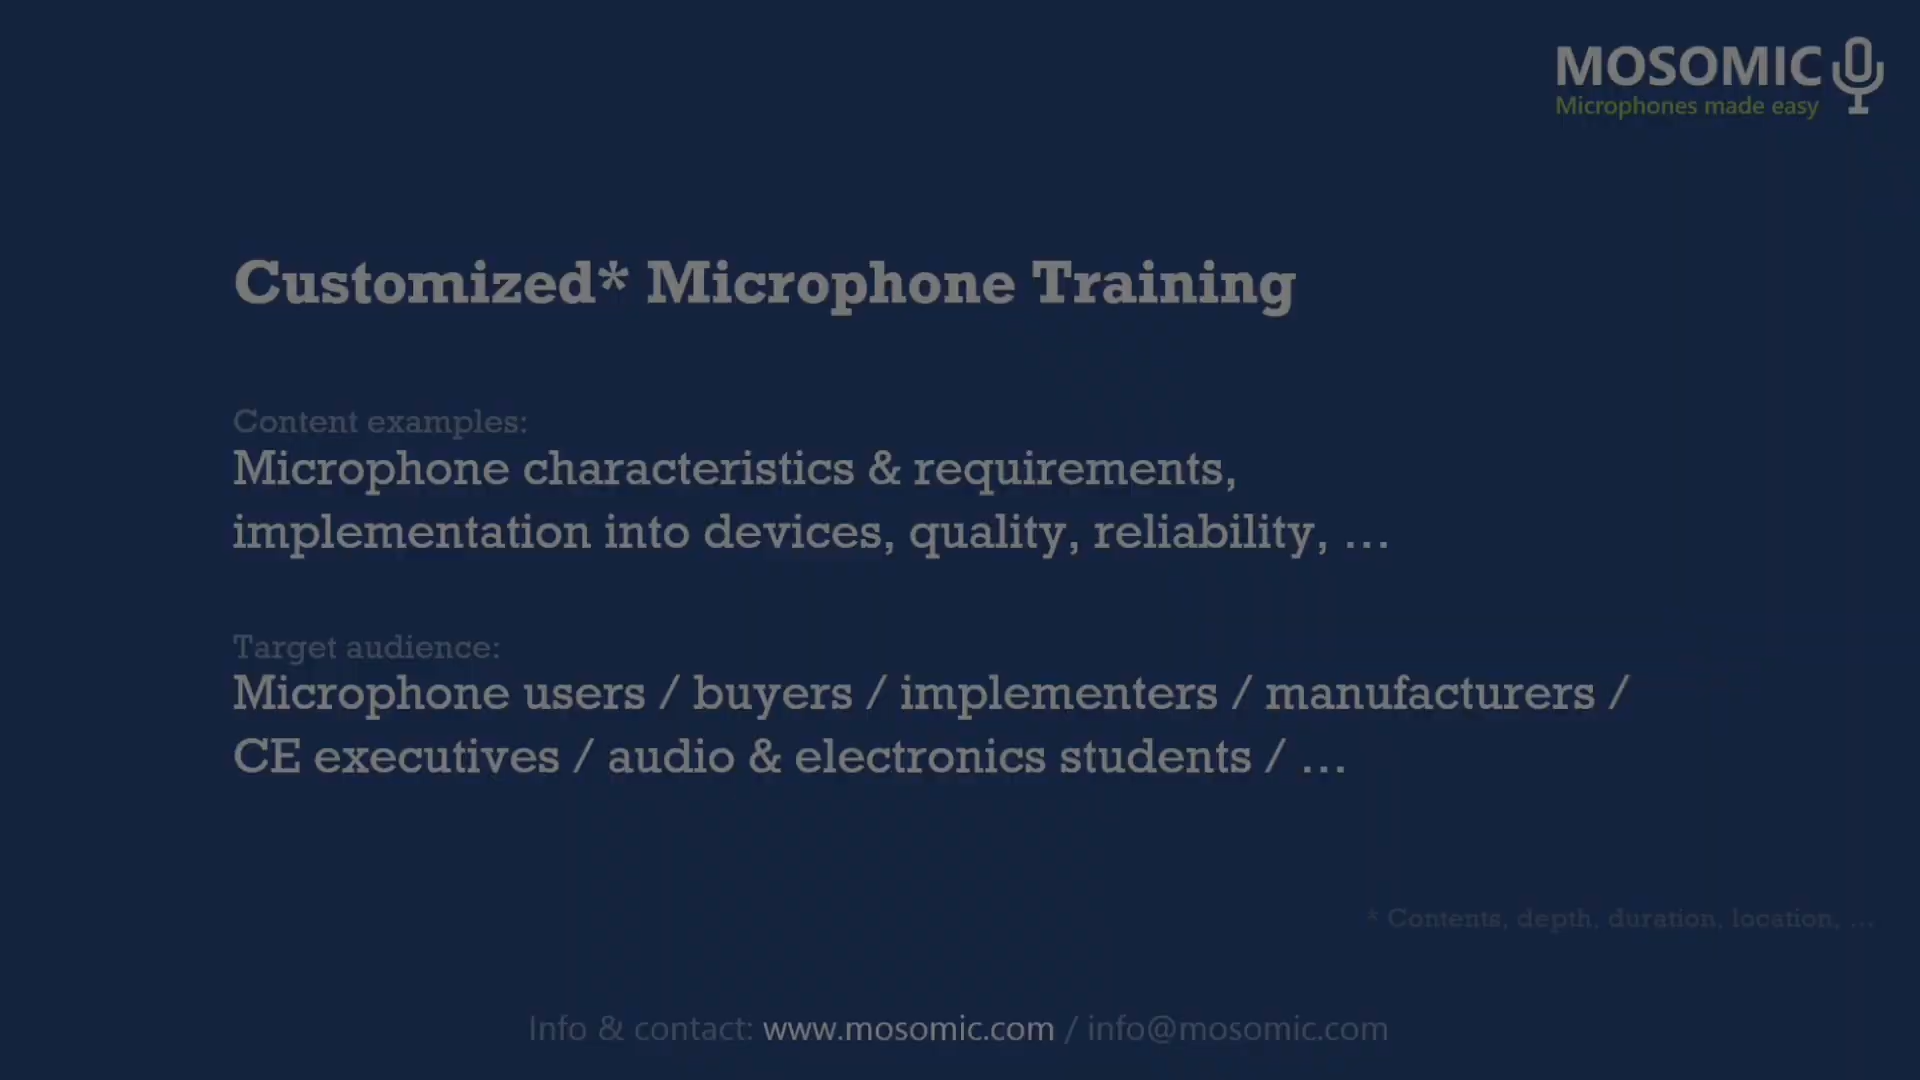 MOSOMIC
Microphones made easy
Customized* Microphone Training
Content examples:
Microphone characteristics & requirements,
implementation into devices, quality, reliability, ...
Target audience:
Microphone users / buyers / implementers / manufacturers /
CE executives / audio & electronics students / ...
* Contents, depth, duration, location, ...
Info & contact: www.mosomic.com / info@mosomic.com